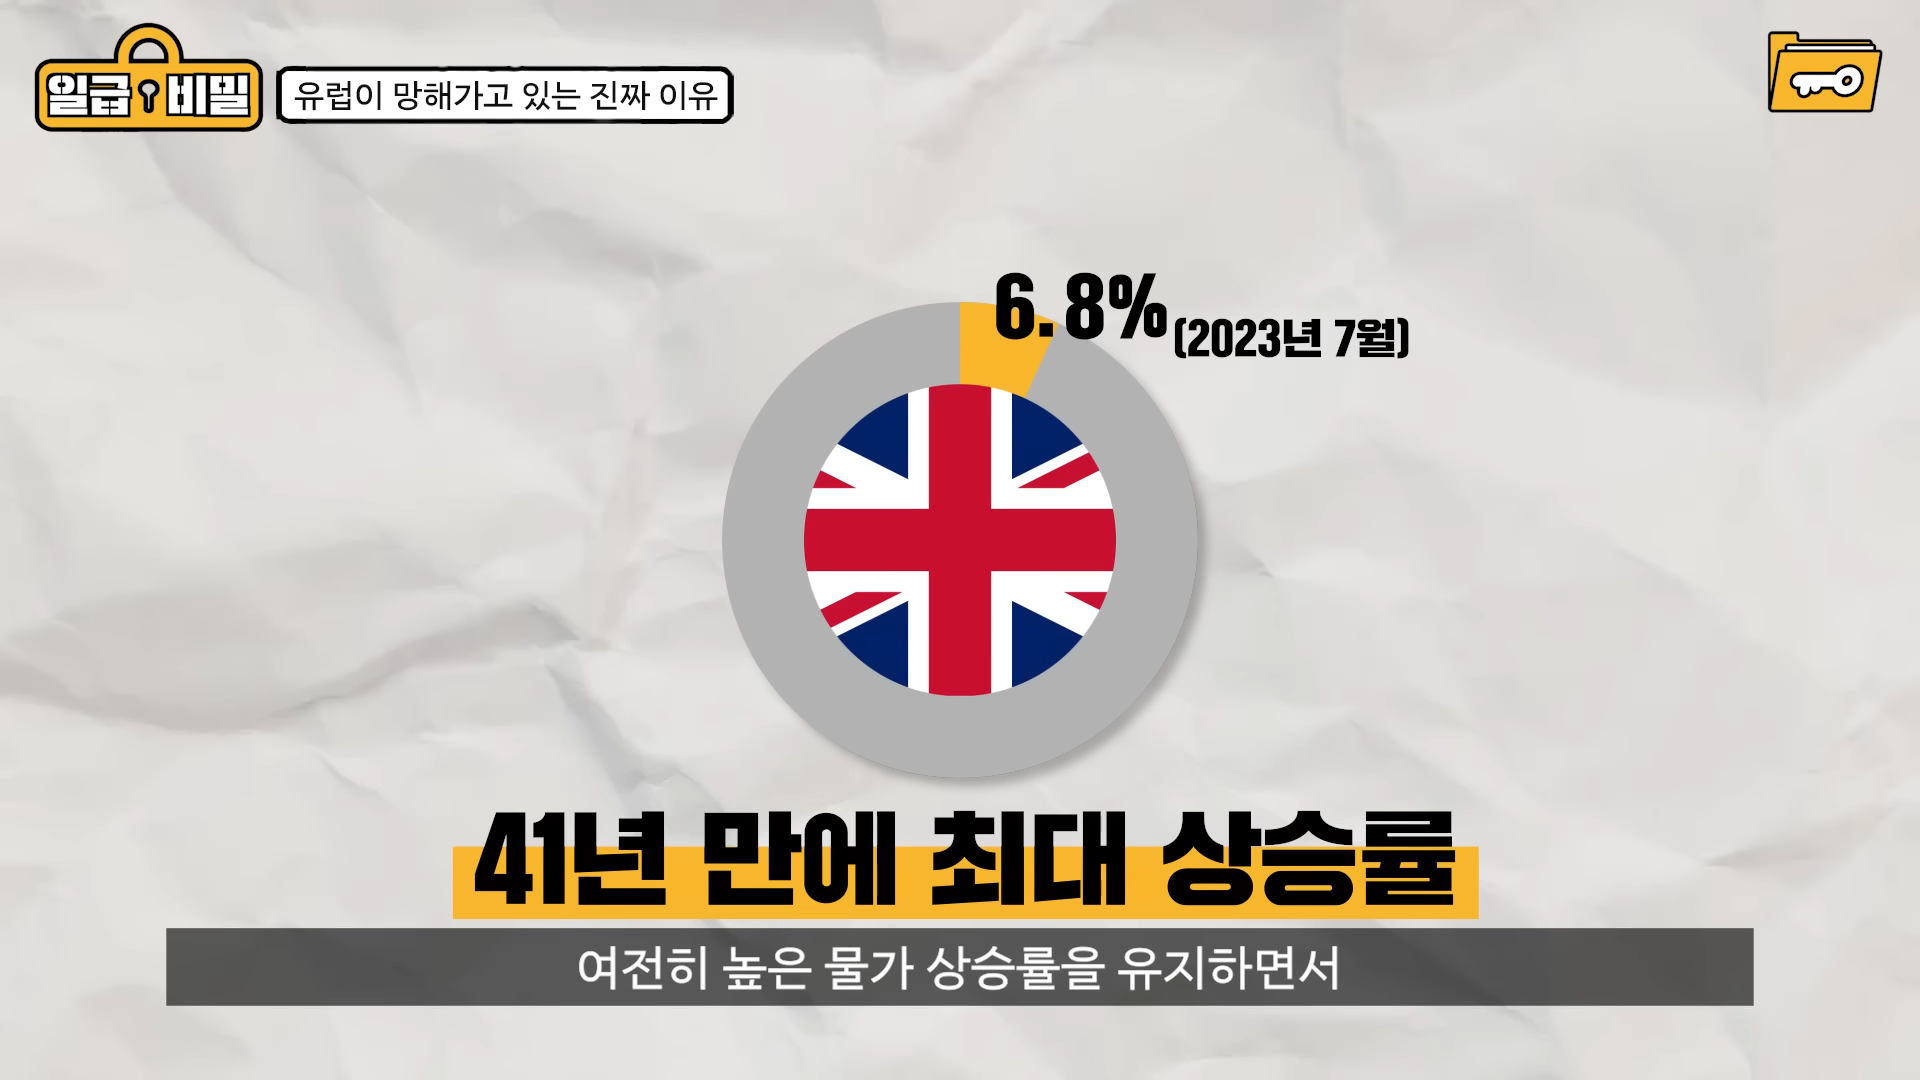 일급비밀
유럽이 망해가고 있는 진짜 이유
6.8% (2023년 7월)
41년 만에 최대 상승률
여전히 높은 물가 상승률을 유지하면서